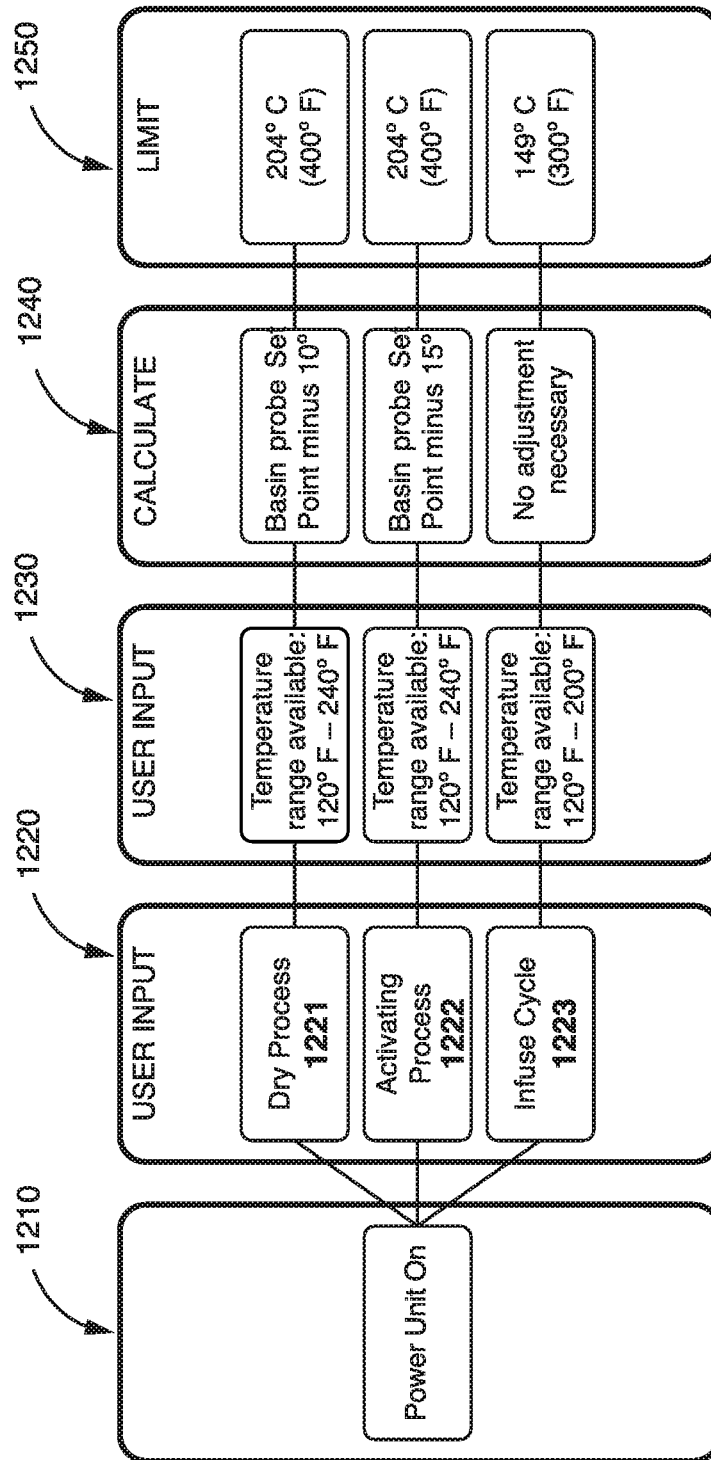 1210
Power Unit On
1220
USER INPUT
Dry Process
1221
Activating
Process
1222
Infuse Cycle
1223
1230
USER INPUT
Temperature
range available:
120° F – 240° F
Temperature
range available:
120° F – 240° F
Temperature
range available:
120° F – 200° F
1240
CALCULATE
Basin probe Set
Point minus 10°
Basin probe Set
Point minus 15°
No adjustment
necessary
1250
LIMIT
204° C
(400° F)
204° C
(400° F)
149° C
(300° F)